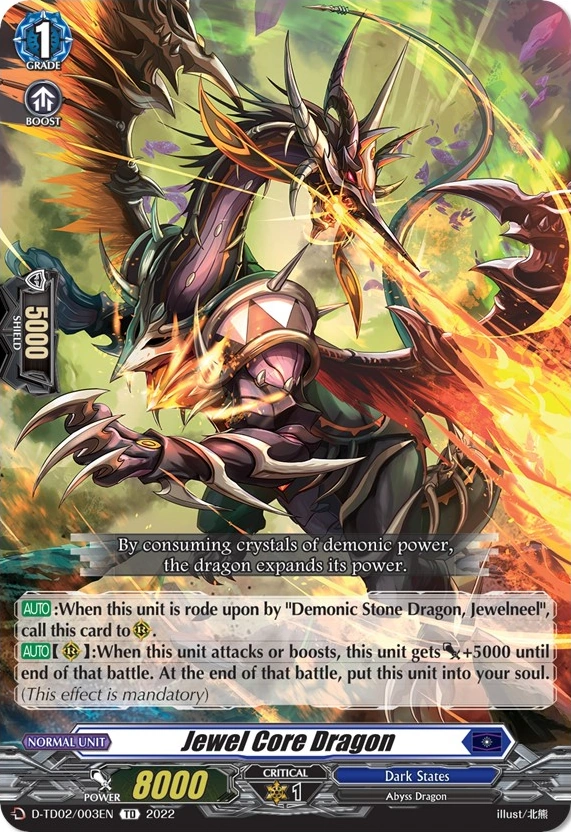 1
GRADE
BOOST
5000
SHIELD
By consuming crystals of demonic power,
the dragon expands its power.
AUTO:When this unit is rode upon by "Demonic Stone Dragon, Jewelneel",
call this card to R.
AUTO[R]:When this unit attacks or boosts, this unit gets +5000 until
end of that battle. At the end of that battle, put this unit into your soul.
(This effect is mandatory)
NORMAL UNIT
Jewel Core Dragon
POWER 8000
CRITICAL
1
Dark States
Abyss Dragon
D-TD02/003EN TD 2022
illust/北熊